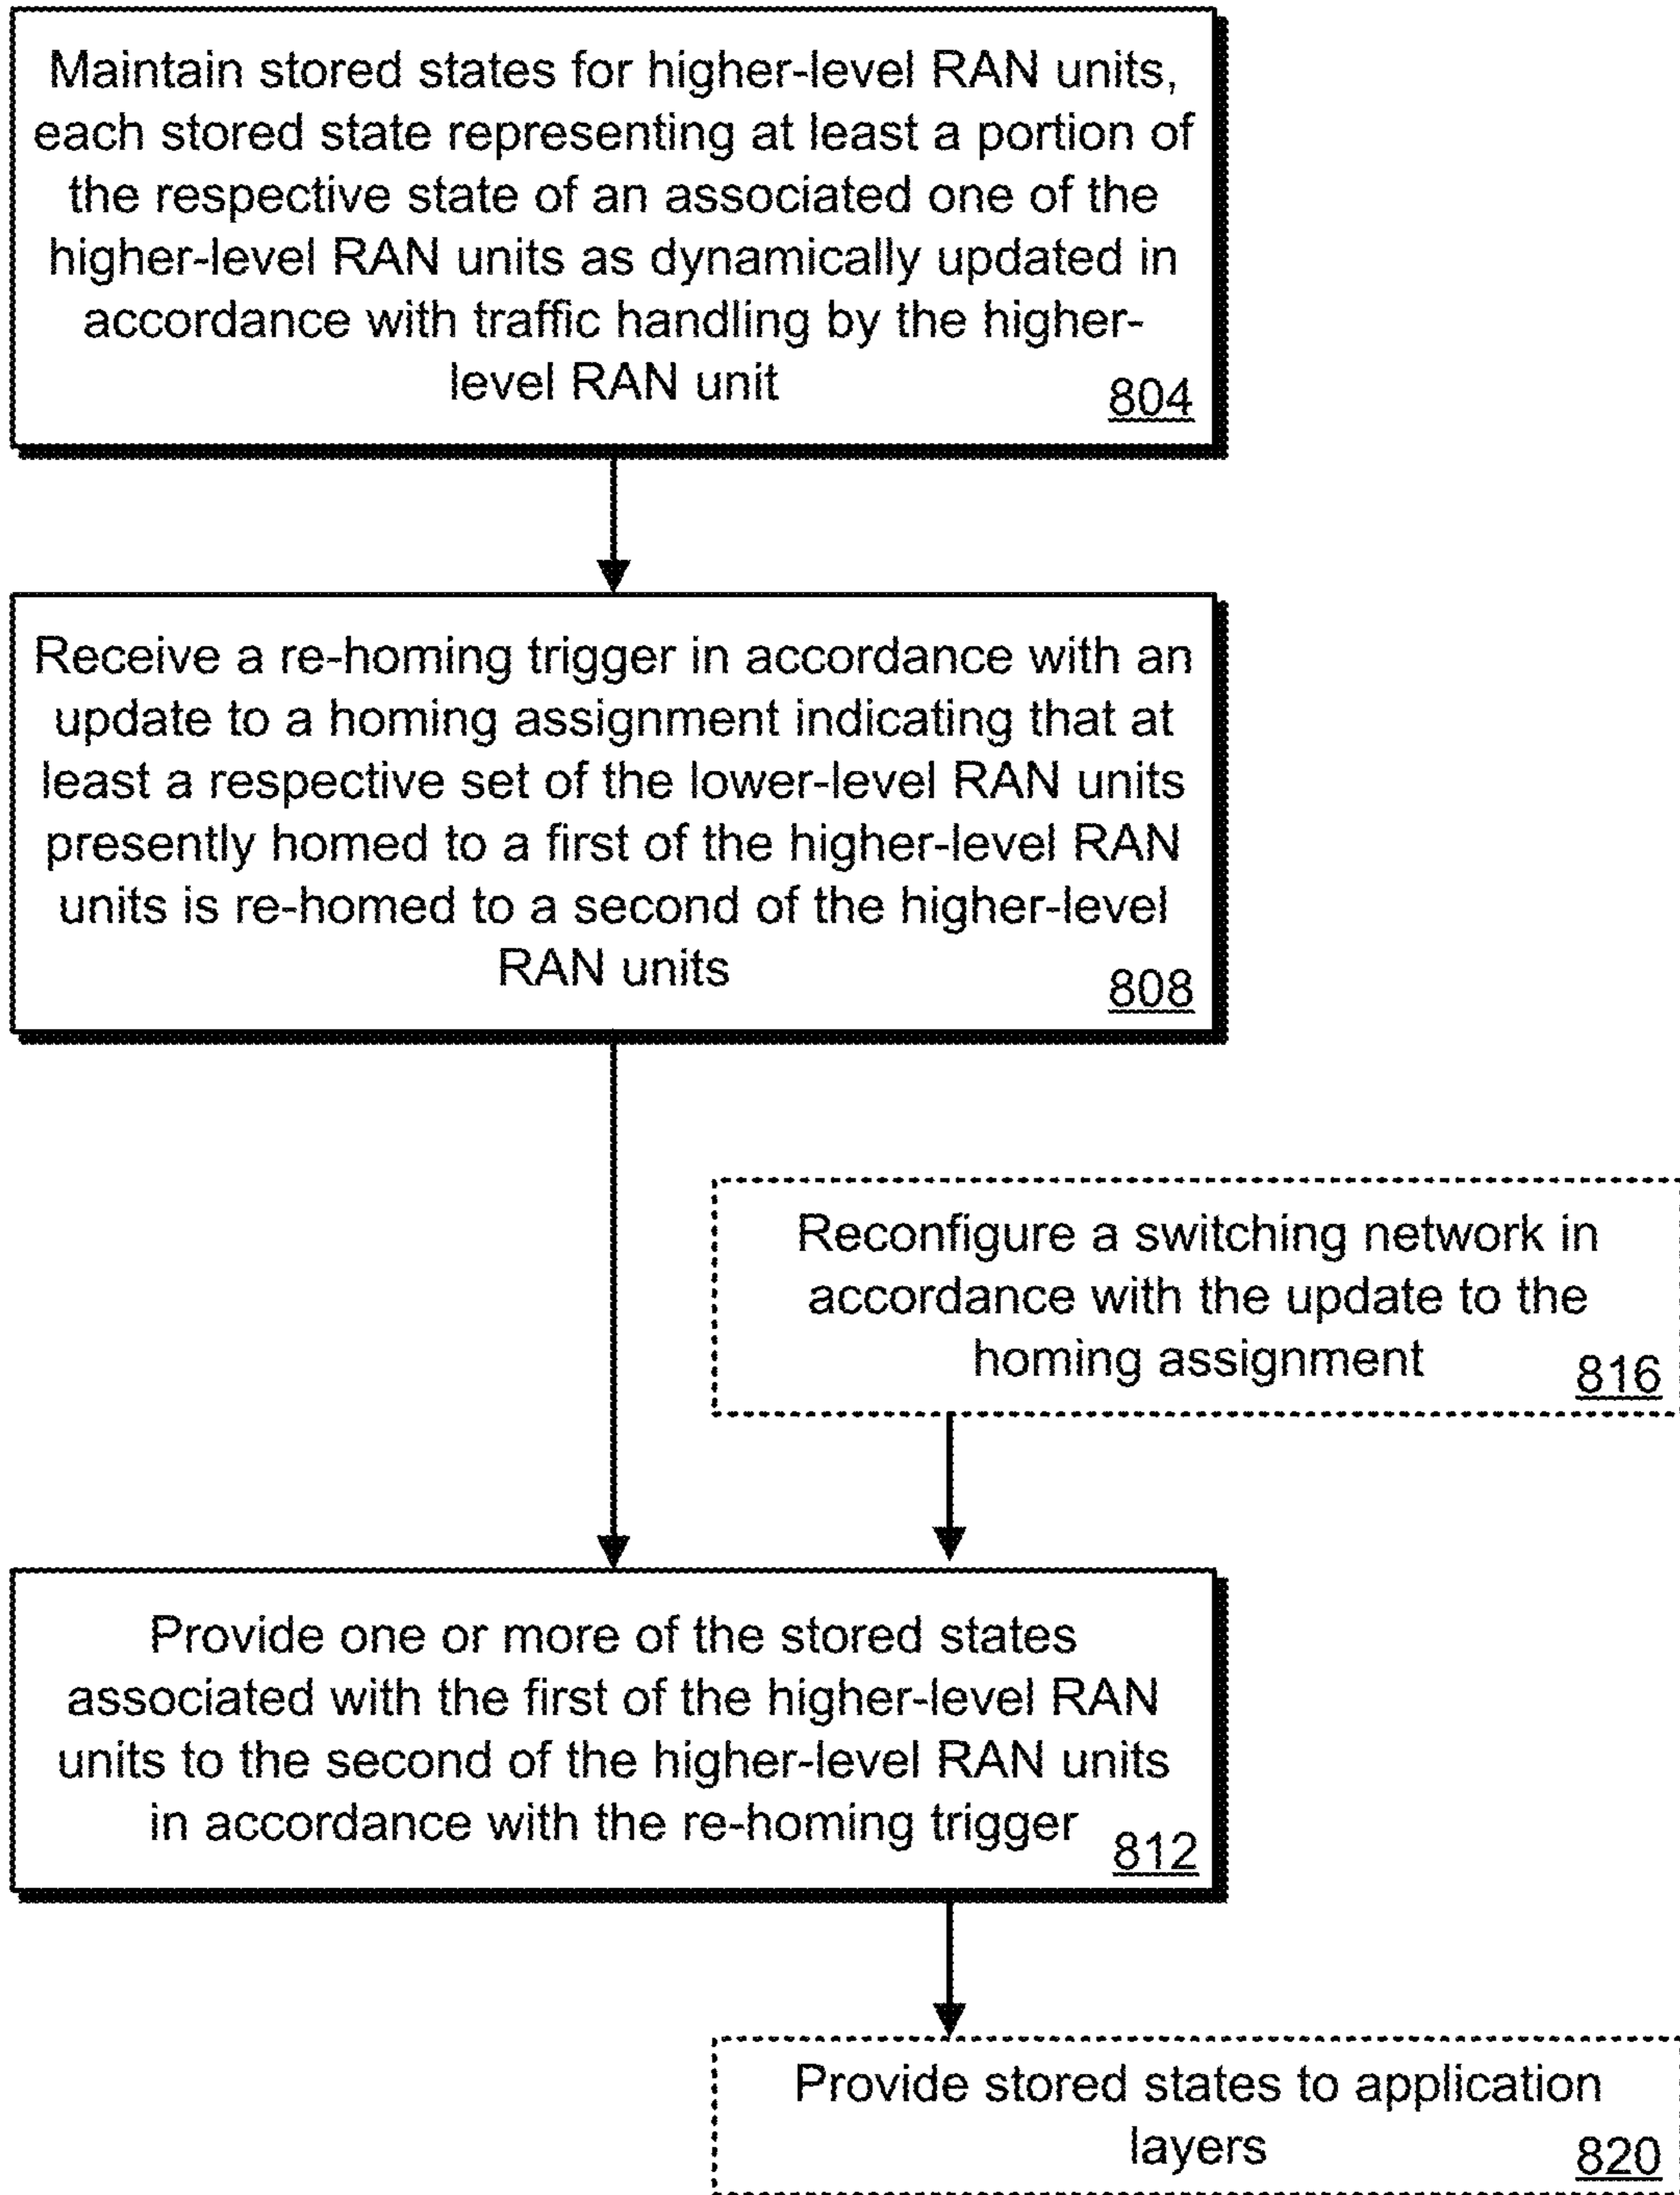 Maintain stored states for higher-level RAN units,
each stored state representing at least a portion of
the respective state of an associated one of the
higher-level RAN units as dynamically updated in
accordance with traffic handling by the higher-
level RAN unit
804
Receive a re-homing trigger in accordance with an
update to a homing assignment indicating that at
least a respective set of the lower-level RAN units
presently homed to a first of the higher-level RAN
units is re-homed to a second of the higher-level
RAN units
808
Reconfigure a switching network in
accordance with the update to the
homing assignment
816
Provide one or more of the stored states
associated with the first of the higher-level RAN
units to the second of the higher-level RAN units
in accordance with the re-homing trigger
812
Provide stored states to application
layers
820